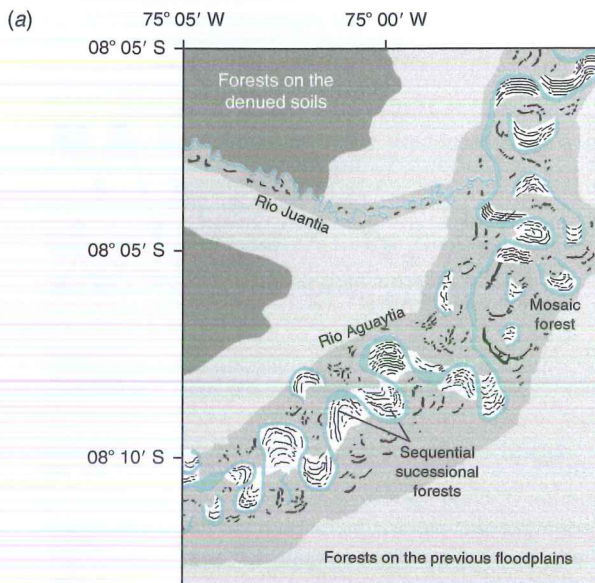 (a)
75° 05′ W
75° 00′ W
08° 05′ S
Forests on the
denued soils
Rio Juantia
08° 05′ S
Mosaic
forest
Rio Aguaytia
08° 10′ S
Sequential
sucessional
forests
Forests on the previous floodplains